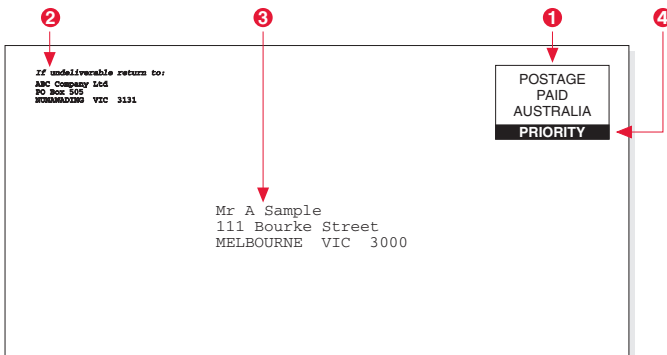 2 3 1 4
If undeliverable return to:
ABC Company Ltd
PO Box 505
NUNAWADING VIC 3131
POSTAGE
PAID
AUSTRALIA
PRIORITY
Mr A Sample
111 Bourke Street
MELBOURNE VIC 3000